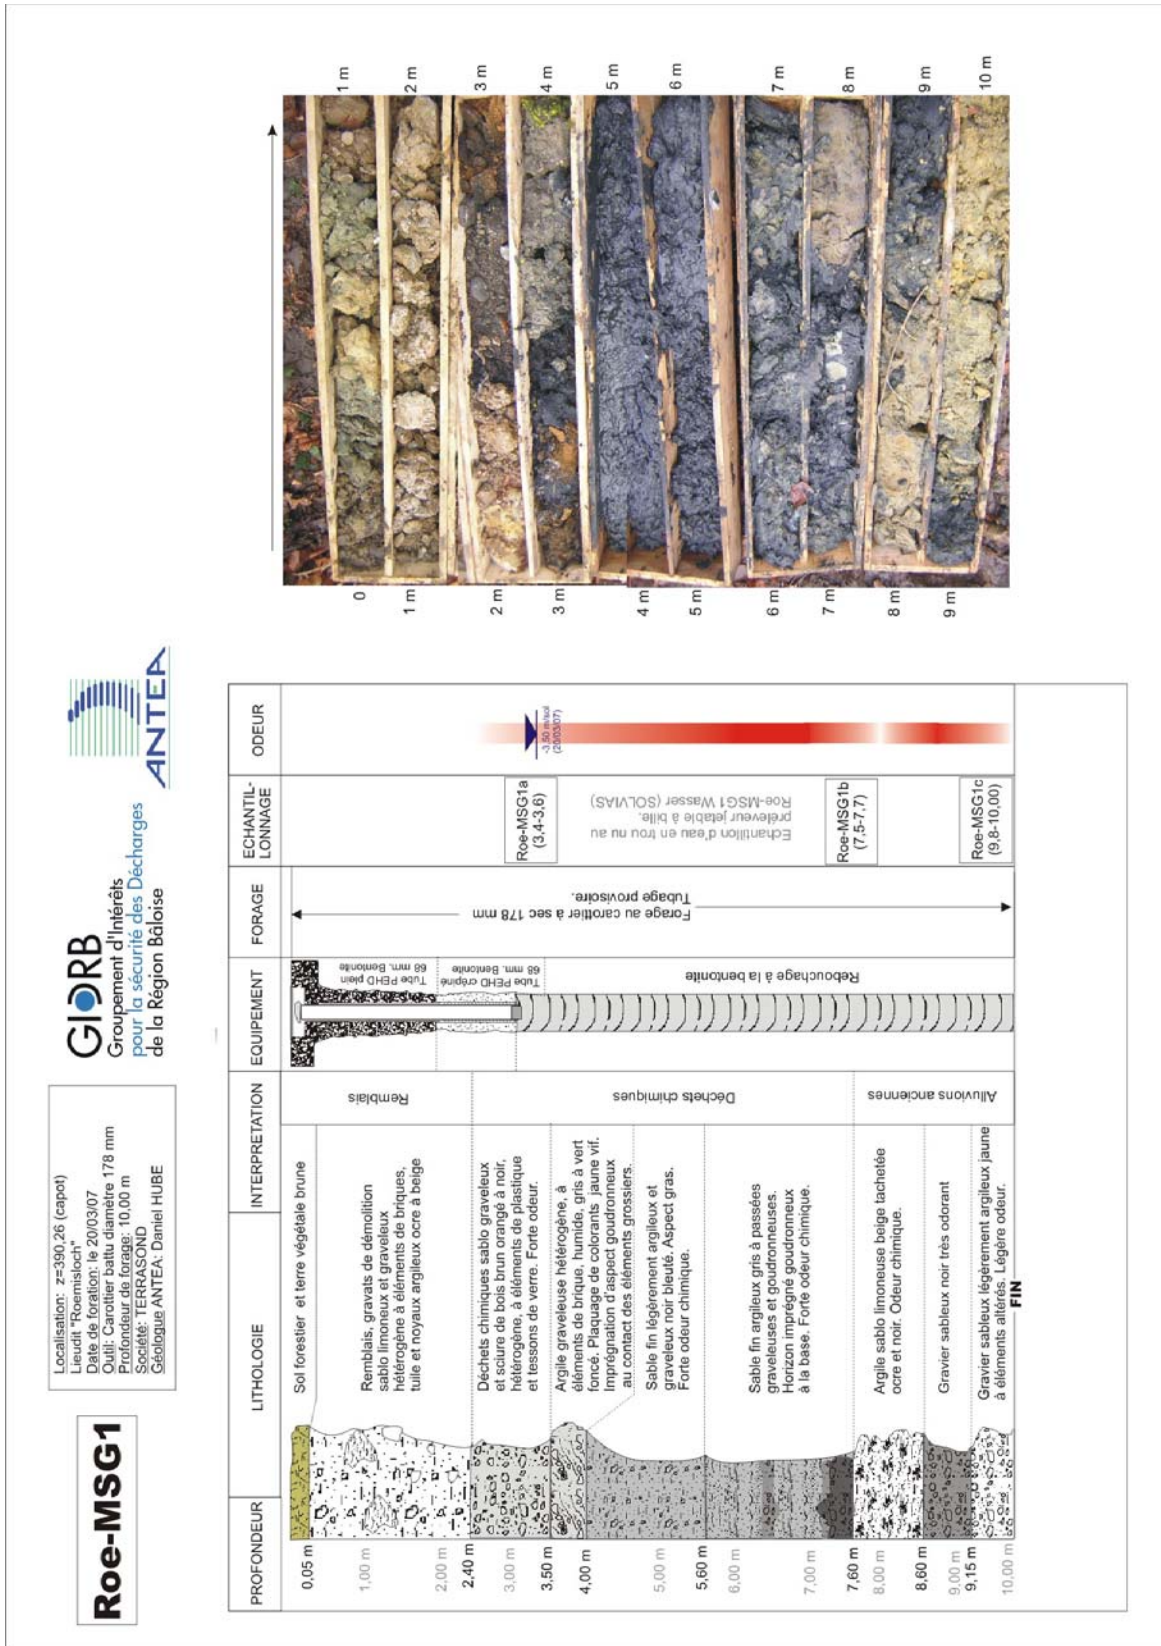 Roe-MSG1
Localisation: z=390,26 (capot)
Lieudit "Roemisloch"
Date de foration: le 20/03/07
Outil: Carottier battu diamètre 178 mm
Profondeur de forage: 10,00 m
Société: TERRASOND
Géologue ANTEA: Daniel HUBE
GIDRB
Groupement d'Intérêts
pour la sécurité des Décharges
de la Région Bâloise
ANTEA
PROFONDEUR
LITHOLOGIE
INTERPRETATION
EQUIPEMENT
FORAGE
ECHANTIL-
LONNAGE
ODEUR
0,05 m
1,00 m
2,00 m
2,40 m
3,00 m
3,50 m
4,00 m
5,00 m
5,60 m
6,00 m
7,00 m
7,60 m
8,00 m
8,60 m
9,00 m
9,15 m
10,00 m
Sol forestier et terre végétale brune
Remblais, gravats de démolition
sablo limoneux et graveleux
hétérogène à éléments de briques,
tuile et noyaux argileux ocre à beige
Déchets chimiques sablo graveleux
et sciure de bois brun orangé à noir,
hétérogène, à éléments de plastique
et tessons de verre. Forte odeur.
Argile graveleuse hétérogène, à
éléments de brique, humide, gris à vert
foncé. Plaquage de colorants jaune vif.
Imprégnation d'aspect goudronneux
au contact des éléments grossiers.
Sable fin légèrement argileux et
graveleux noir bleuté. Aspect gras.
Forte odeur chimique.
Sable fin argileux gris à passées
graveleuses et goudronneuses.
Horizon imprégné goudronneux
à la base. Forte odeur chimique.
Argile sablo limoneuse beige tachetée
ocre et noir. Odeur chimique.
Gravier sableux noir très odorant
Gravier sableux légèrement argileux jaune
à éléments altérés. Légère odeur.
FIN
Remblais
Déchets chimiques
Alluvions anciennes
Tube PEHD plein
68 mm. Bentonite
Tube PEHD crépiné
68 mm. Bentonite
Rebouchage à la bentonite
Forage au carottier à sec 178 mm
Tubage provisoire.
Roe-MSG1a
(3,4-3,6)
Echantillon d'eau en trou nu au
préleveur jetable à bille.
Roe-MSG1 Wasser (SOLVIAS)
Roe-MSG1b
(7,5-7,7)
Roe-MSG1c
(9,8-10,00)
-3,50 m/sol
(20/03/07)
0
1 m
1 m
2 m
2 m
3 m
3 m
4 m
4 m
5 m
5 m
6 m
6 m
7 m
7 m
8 m
8 m
9 m
9 m
10 m